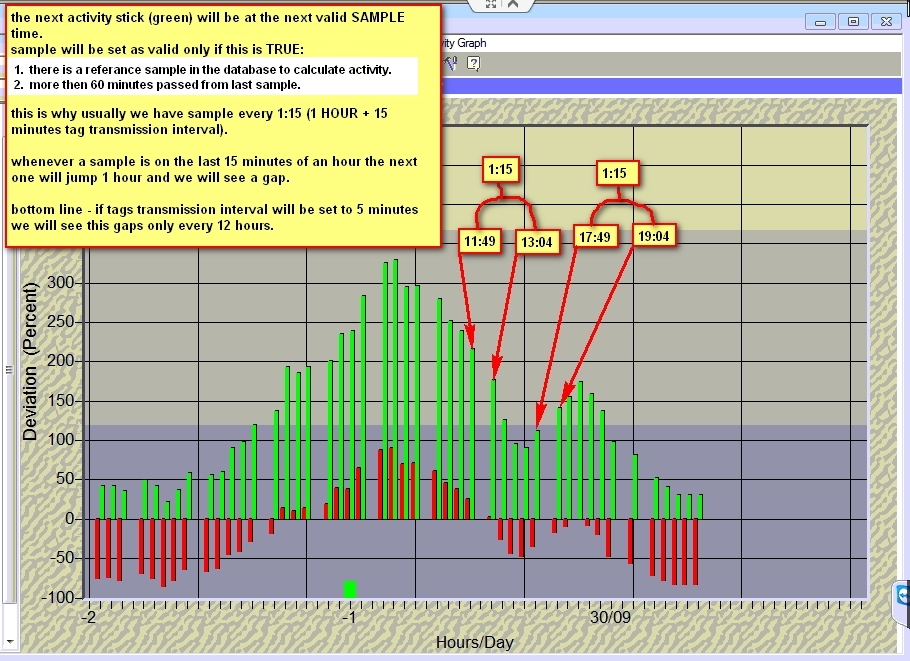 the next activity stick (green) will be at the next valid SAMPLE
time.
sample will be set as valid only if this is TRUE:
1. there is a referance sample in the database to calculate activity.
2. more then 60 minutes passed from last sample.
this is why usually we have sample every 1:15 (1 HOUR + 15
minutes tag transmission interval).
whenever a sample is on the last 15 minutes of an hour the next
one will jump 1 hour and we will see a gap.
bottom line - if tags transmission interval will be set to 5 minutes
we will see this gaps only every 12 hours.
ity Graph
1:15
1:15
11:49
13:04
17:49
19:04
Deviation (Percent)
300
250
200
150
100
50
0
-50
-100
-2
-1
30/09
Hours/Day